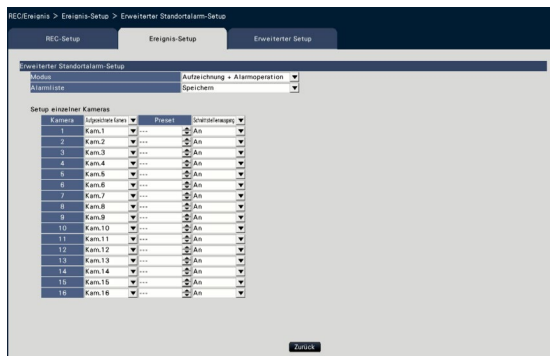 REC/Ereignis > Ereignis-Setup > Erweiterter Standortalarm-Setup
REC-Setup Ereignis-Setup Erweiterter Setup
Erweiterter Standortalarm-Setup
Modus Aufzeichnung + Alarmoperation
Alarmliste Speichern
Setup einzelner Kameras
Kamera Aufgezeichnete Kamera Preset Schnittstellenausgang
1 Kam.1 --- An
2 Kam.2 --- An
3 Kam.3 --- An
4 Kam.4 --- An
5 Kam.5 --- An
6 Kam.6 --- An
7 Kam.7 --- An
8 Kam.8 --- An
9 Kam.9 --- An
10 Kam.10 --- An
11 Kam.11 --- An
12 Kam.12 --- An
13 Kam.13 --- An
14 Kam.14 --- An
15 Kam.15 --- An
16 Kam.16 --- An
Zurück